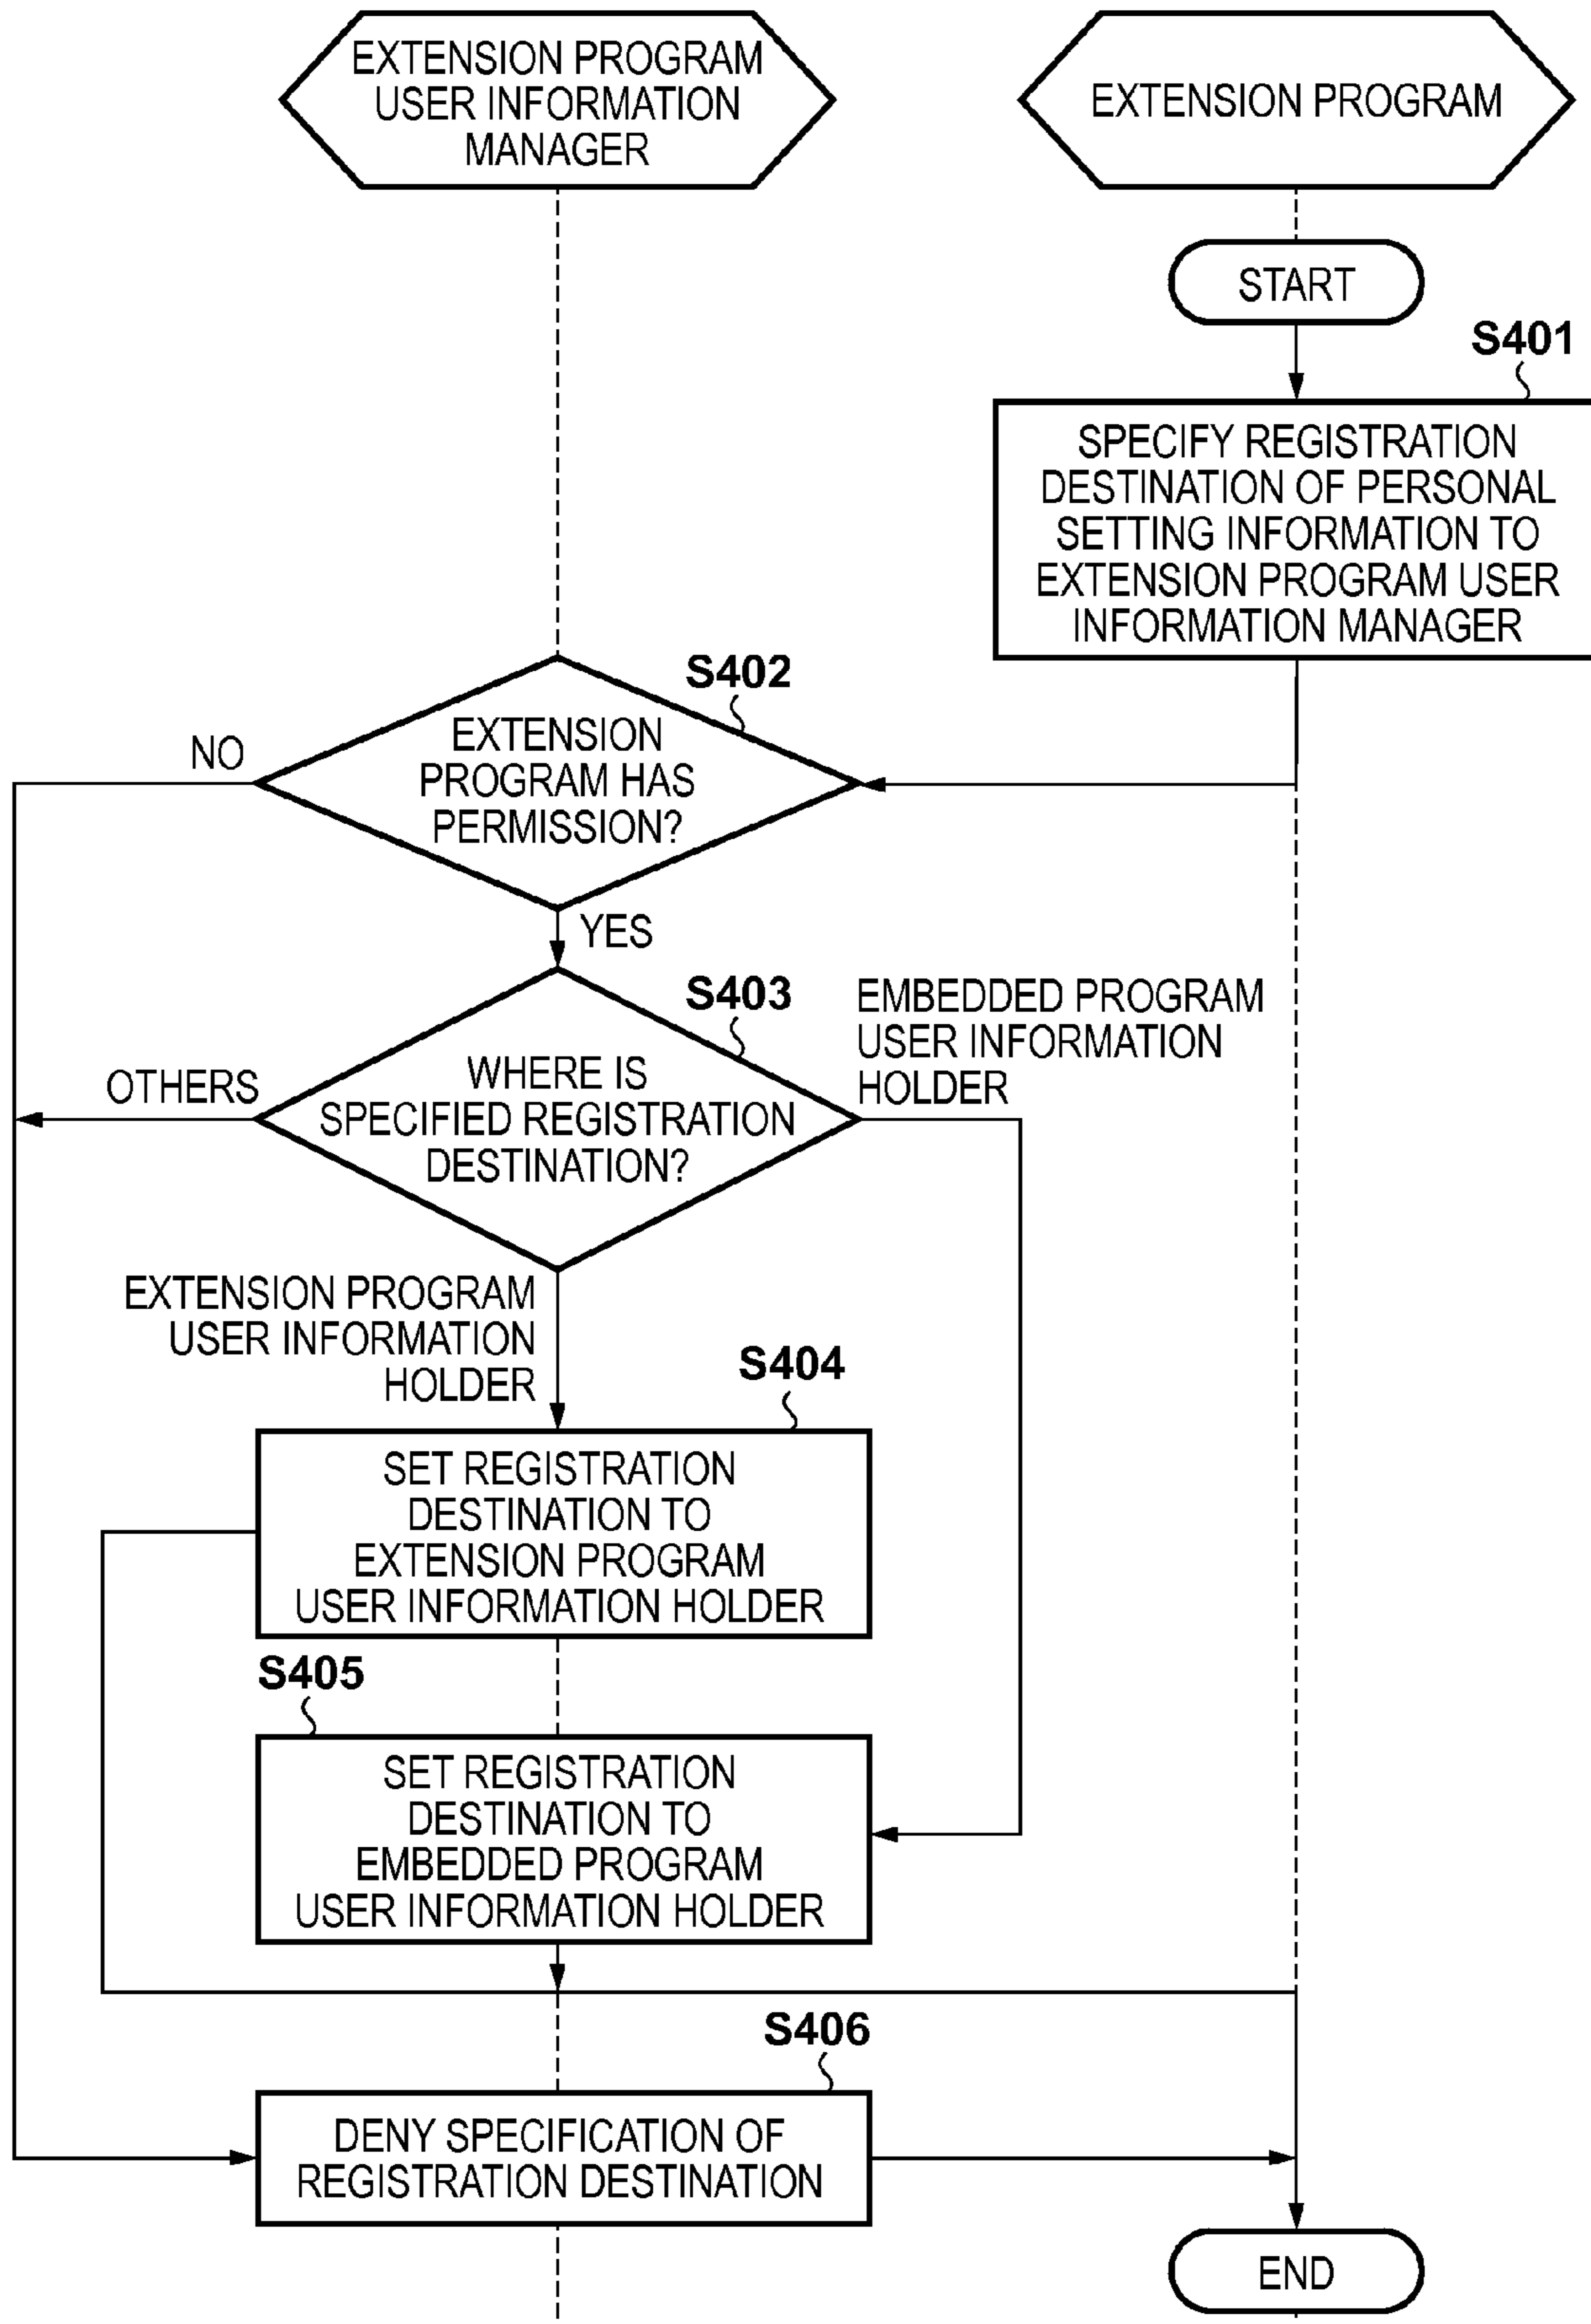 EXTENSION PROGRAM
USER INFORMATION
MANAGER
EXTENSION PROGRAM
START
S401
SPECIFY REGISTRATION
DESTINATION OF PERSONAL
SETTING INFORMATION TO
EXTENSION PROGRAM USER
INFORMATION MANAGER
S402
EXTENSION
PROGRAM HAS
PERMISSION?
NO
YES
S403
WHERE IS
SPECIFIED REGISTRATION
DESTINATION?
OTHERS
EMBEDDED PROGRAM
USER INFORMATION
HOLDER
EXTENSION PROGRAM
USER INFORMATION
HOLDER
S404
SET REGISTRATION
DESTINATION TO
EXTENSION PROGRAM
USER INFORMATION HOLDER
S405
SET REGISTRATION
DESTINATION TO
EMBEDDED PROGRAM
USER INFORMATION HOLDER
S406
DENY SPECIFICATION OF
REGISTRATION DESTINATION
END